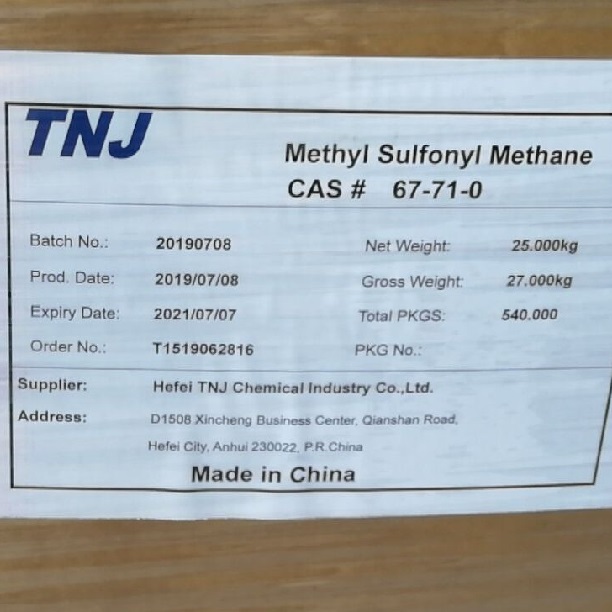 TNJ
Methyl Sulfonyl Methane
CAS # 67-71-0
Batch No.: 20190708 Net Weight: 25.000kg
Prod. Date: 2019/07/08 Gross Weight: 27.000kg
Expiry Date: 2021/07/07 Total PKGS: 540.000
Order No.: T1519062816 PKG No.:
Supplier: Hefei TNJ Chemical Industry Co.,Ltd.
Address: D1508 Xincheng Business Center, Qianshan Road,
Hefei City, Anhui 230022, P.R.China
Made in China